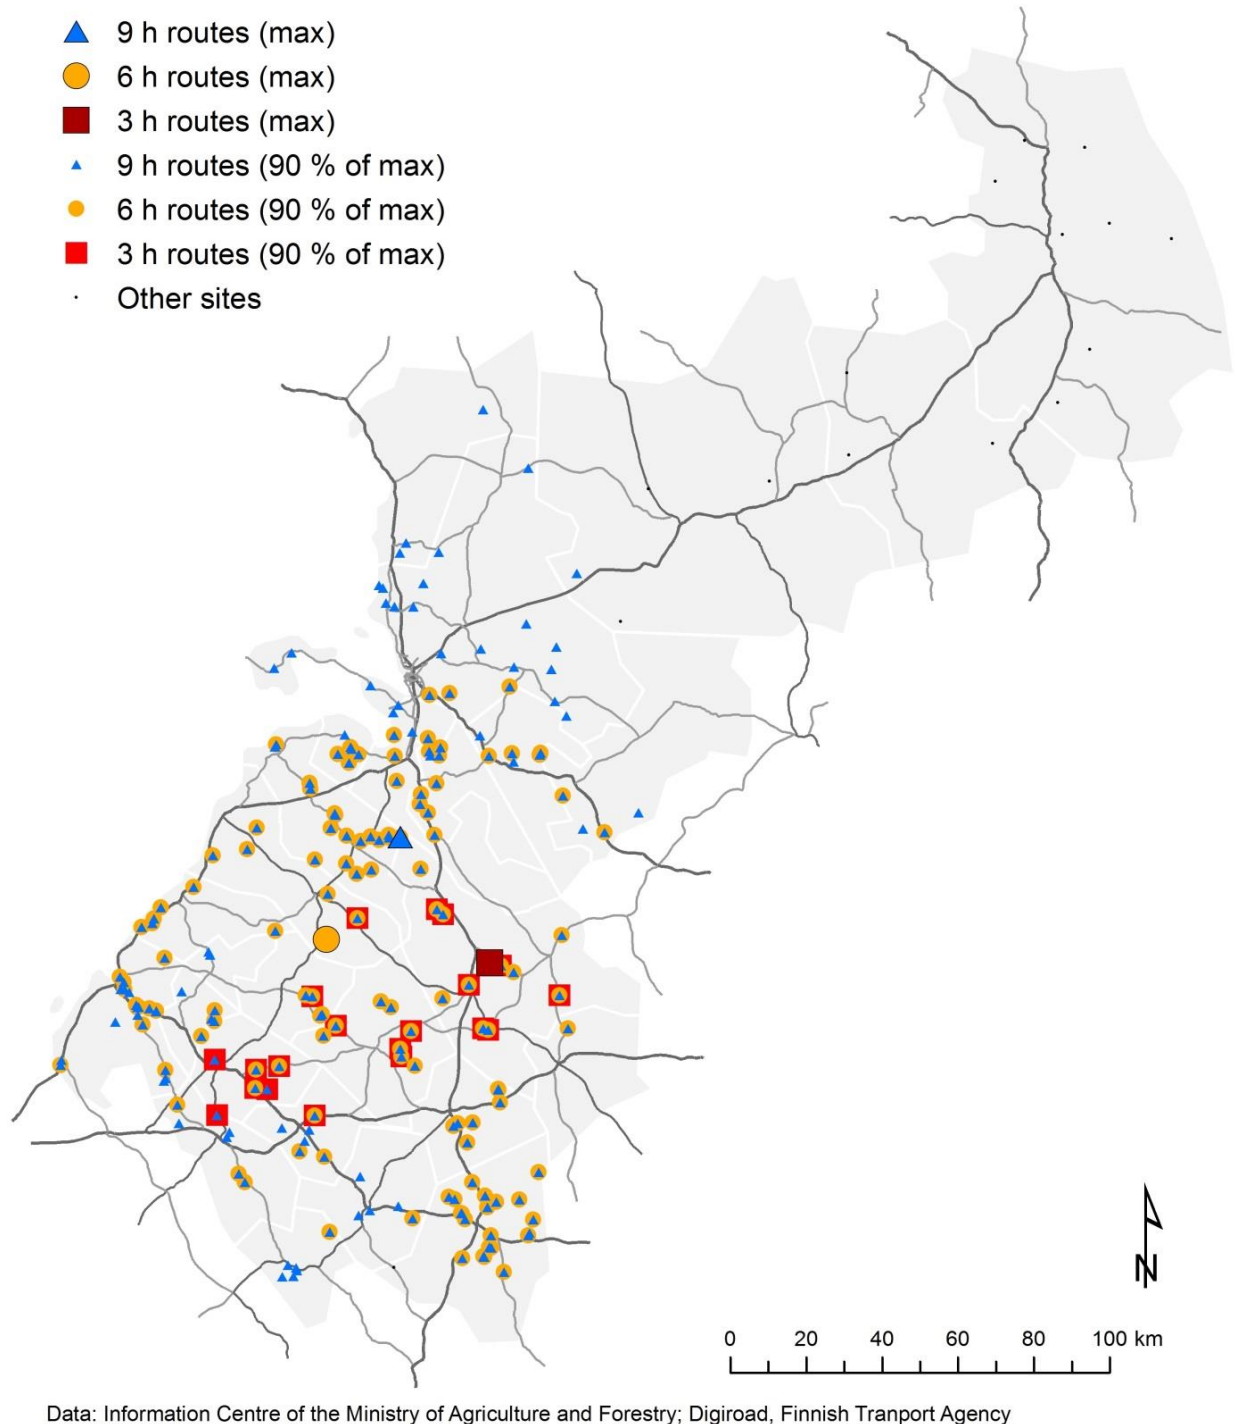 9 h routes (max)
6 h routes (max)
3 h routes (max)
9 h routes (90 % of max)
6 h routes (90 % of max)
3 h routes (90 % of max)
Other sites
N
0 20 40 60 80 100 km
Data: Information Centre of the Ministry of Agriculture and Forestry; Digiroad, Finnish Tranport Agency